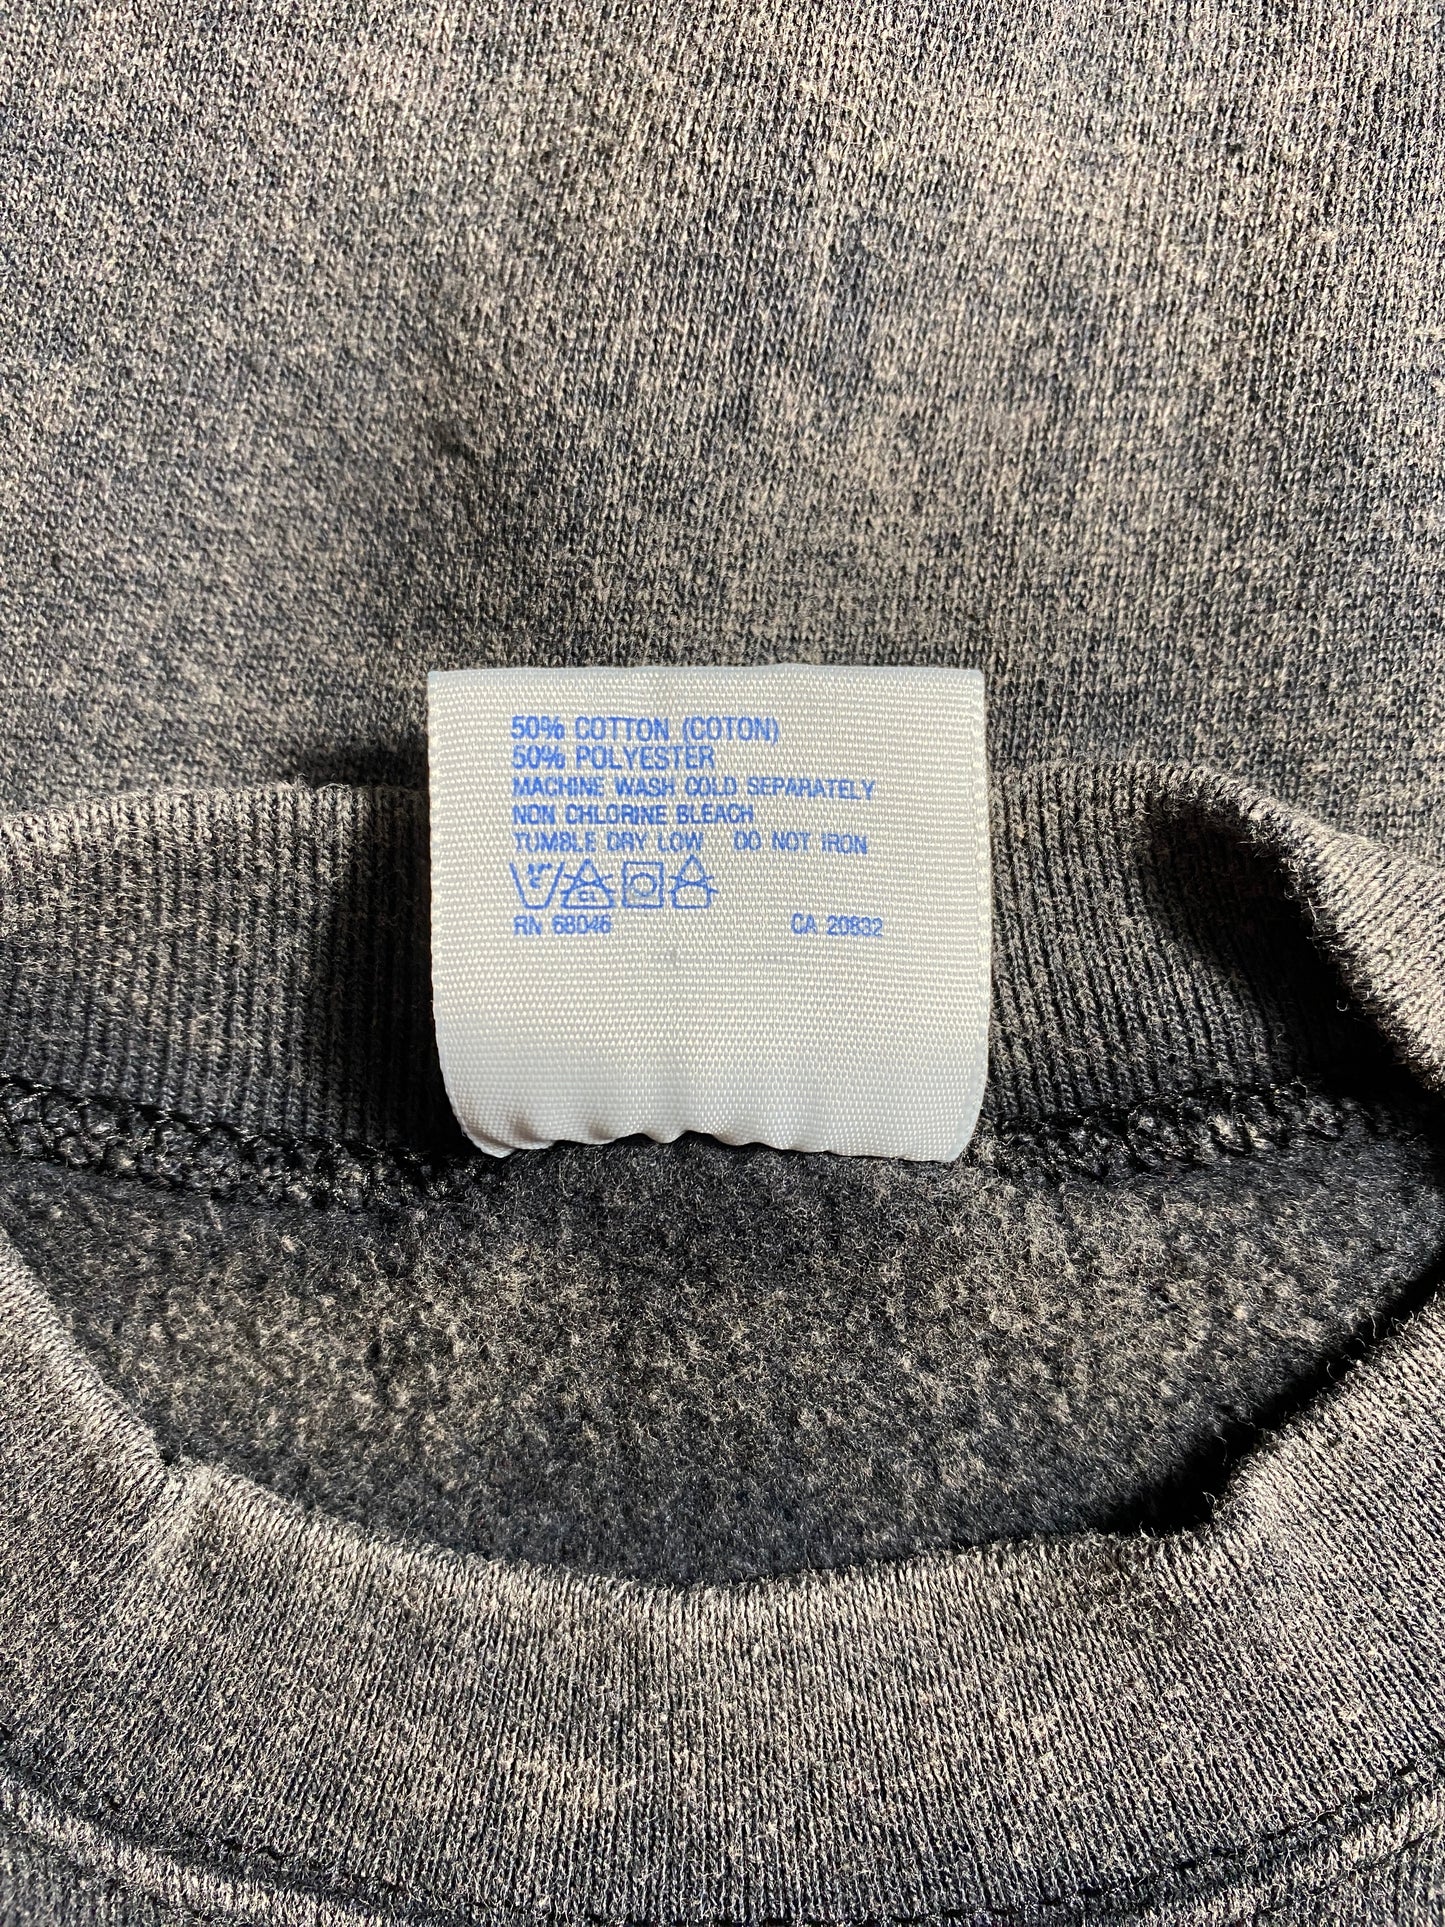 50% COTTON (COTON)
50% POLYESTER
MACHINE WASH COLD SEPARATELY
NON CHLORINE BLEACH
TUMBLE DRY LOW DO NOT IRON
RN 68046 CA 20832